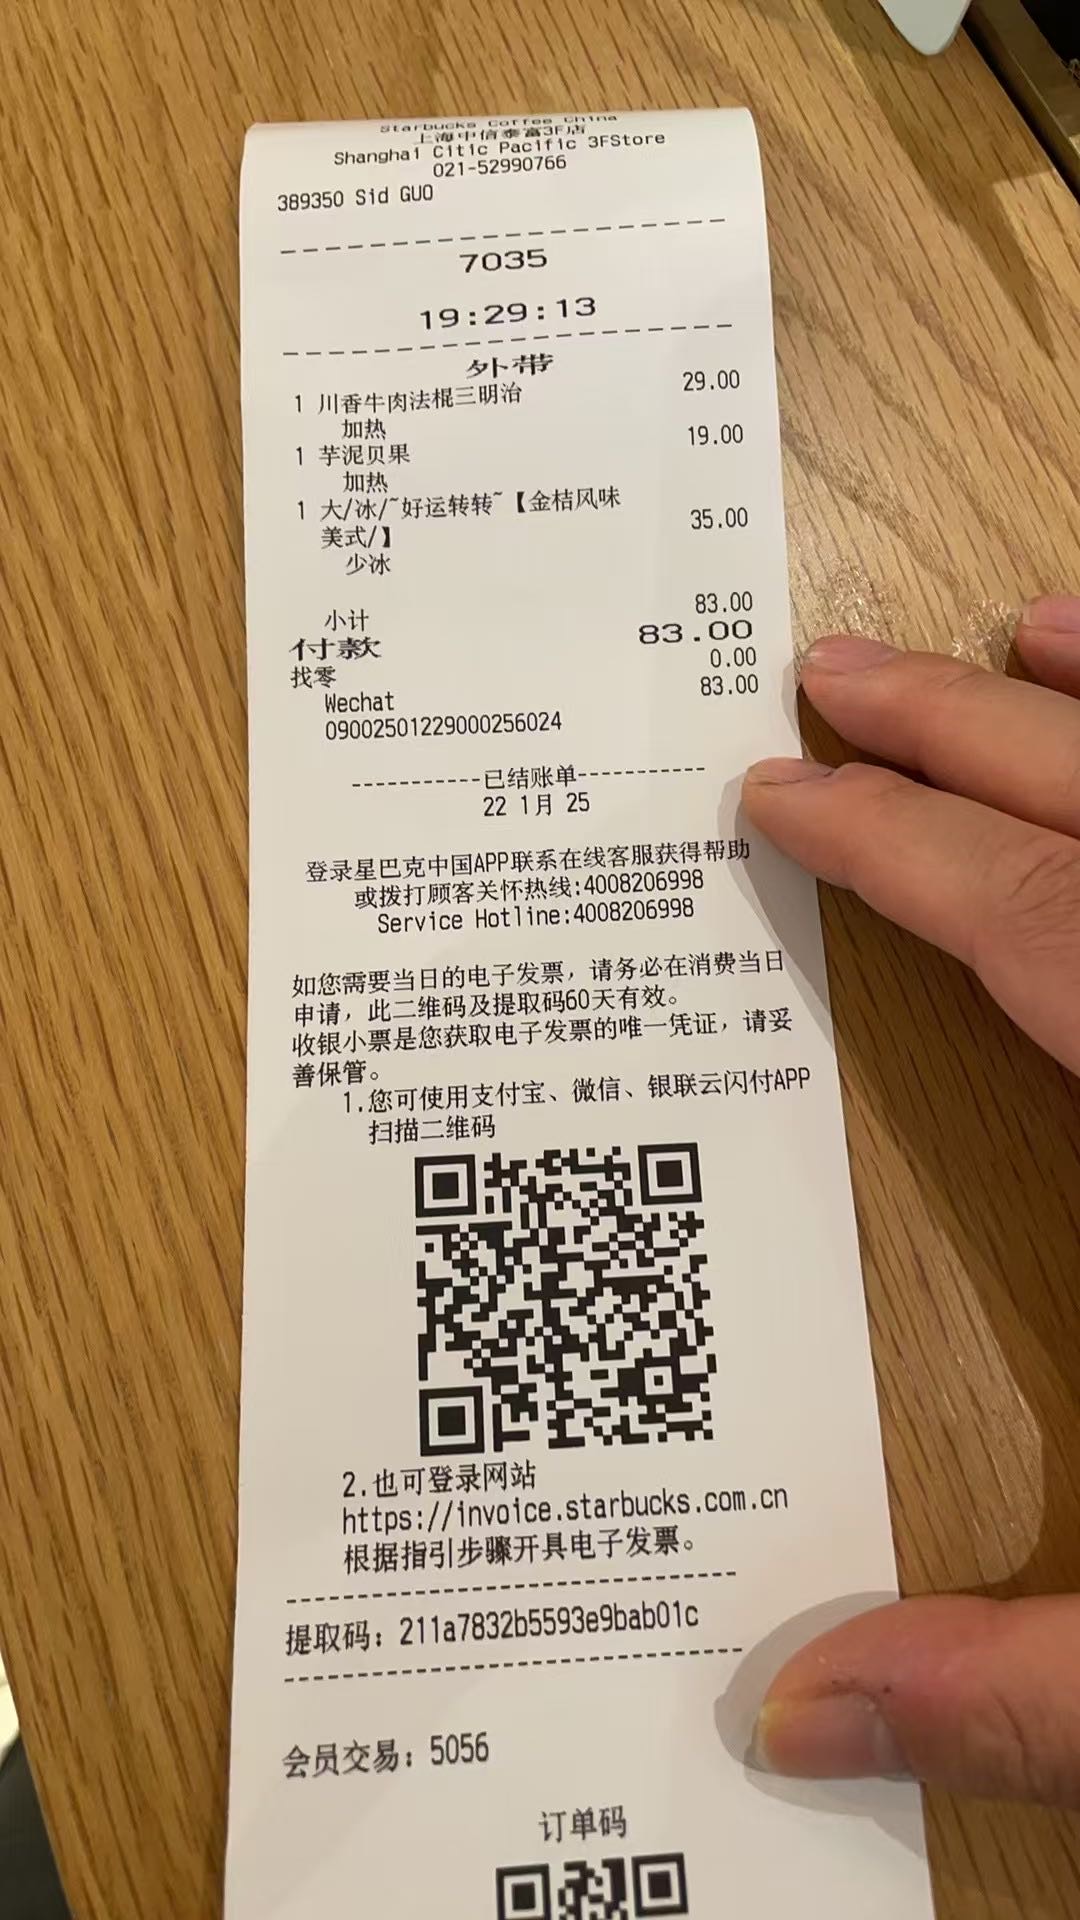 Starbucks Coffee China
上海中信泰富3F店
Shanghai Citic Pacific 3FStore
021-52990766
389350 Sid GUO
7035
19:29:13
外带
1 川香牛肉法棍三明治 29.00
加热
1 芋泥贝果 19.00
加热
1 大/冰/~好运转转~【金桔风味
美式/】 35.00
少冰
小计 83.00
付款 83.00
找零 0.00
Wechat 83.00
09002501229000256024
-----------已结账单-----------
22 1月 25
登录星巴克中国APP联系在线客服获得帮助
或拨打顾客关怀热线:4008206998
Service Hotline:4008206998
如您需要当日的电子发票，请务必在消费当日
申请，此二维码及提取码60天有效。
收银小票是您获取电子发票的唯一凭证，请妥
善保管。
1.您可使用支付宝、微信、银联云闪付APP
扫描二维码
2.也可登录网站
https://invoice.starbucks.com.cn
根据指引步骤开具电子发票。
提取码：211a7832b5593e9bab01c
会员交易：5056
订单码